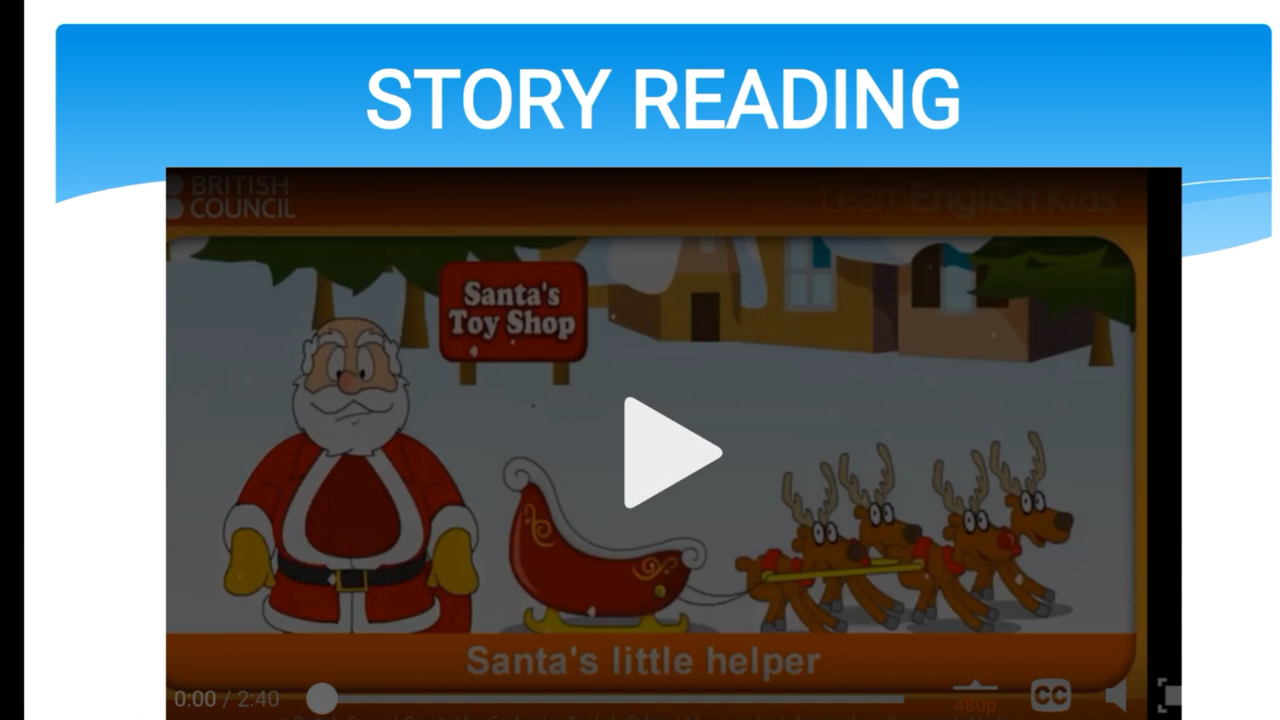 STORY READING
BRITISH
COUNCIL
LearnEnglish Kids
Santa's
Toy Shop
Santa's little helper
0:00 / 2:40
480p
CC